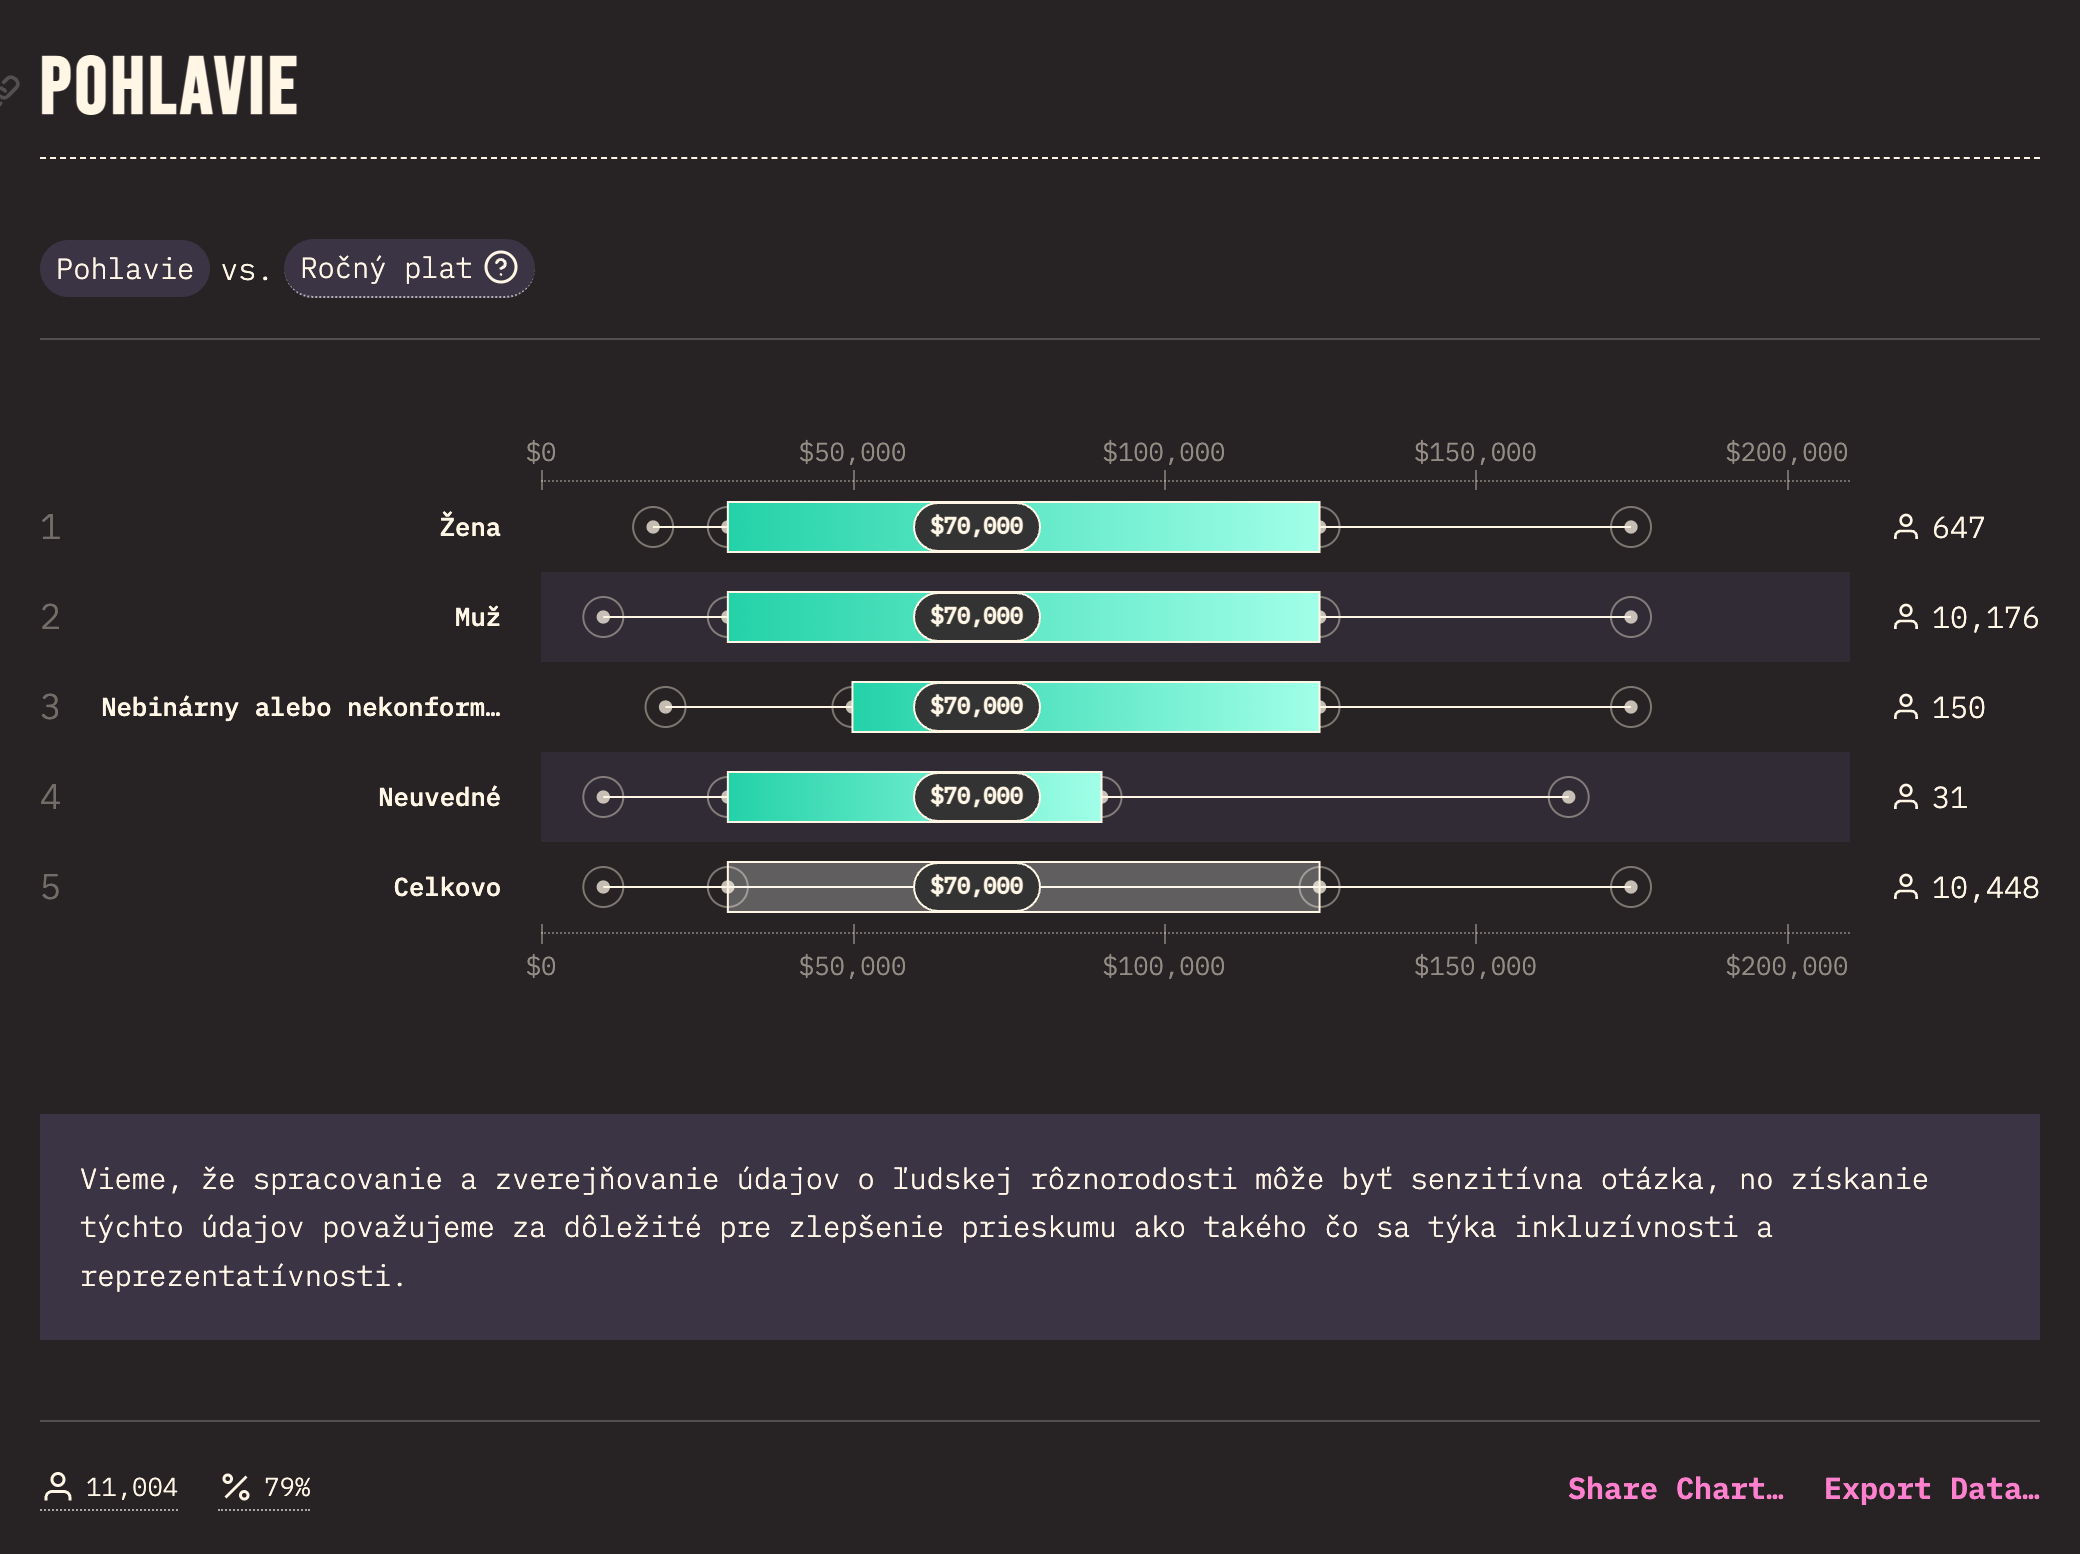 POHLAVIE
Pohlavie vs. Ročný plat
$0 $50,000 $100,000 $150,000 $200,000
1 Žena $70,000 647
2 Muž $70,000 10,176
3 Nebinárny alebo nekonform… $70,000 150
4 Neuvedné $70,000 31
5 Celkovo $70,000 10,448
$0 $50,000 $100,000 $150,000 $200,000
Vieme, že spracovanie a zverejňovanie údajov o ľudskej rôznorodosti môže byť senzitívna otázka, no získanie
týchto údajov považujeme za dôležité pre zlepšenie prieskumu ako takého čo sa týka inkluzívnosti a
reprezentatívnosti.
11,004 79% Share Chart… Export Data…